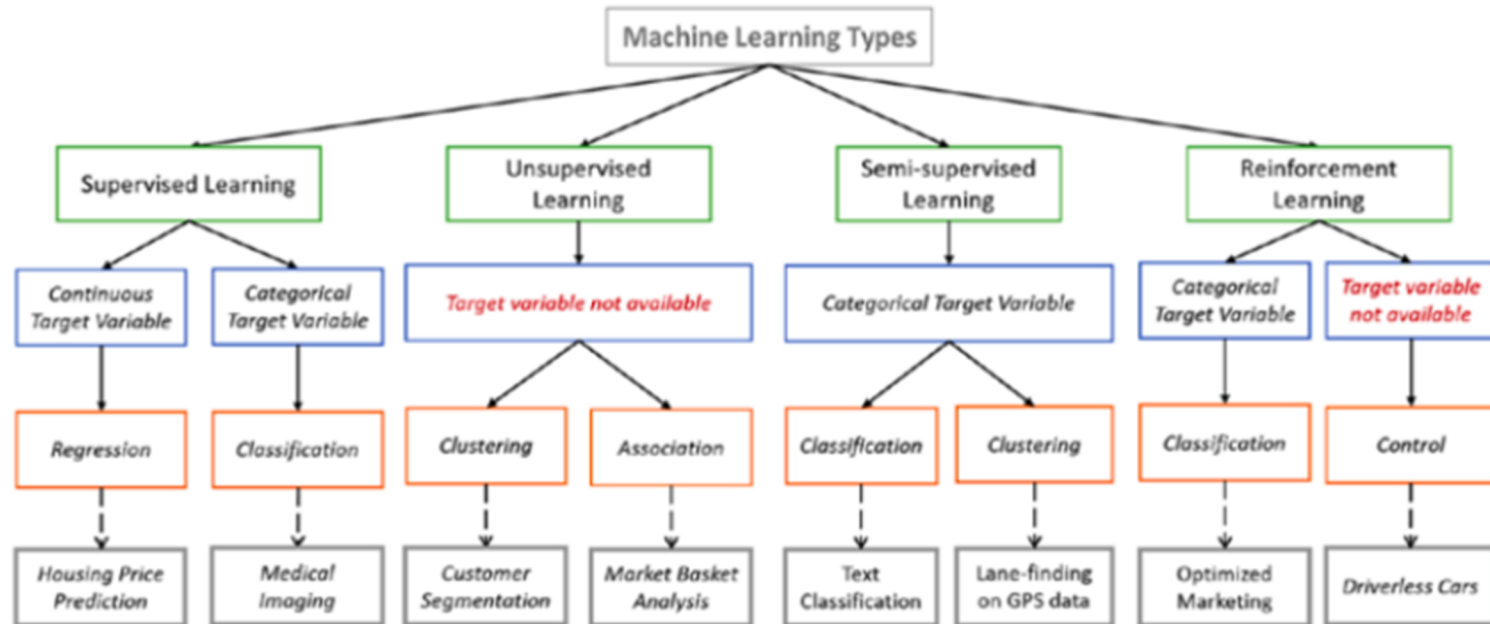 Machine Learning Types
Supervised Learning
Unsupervised
Learning
Semi-supervised
Learning
Reinforcement
Learning
Continuous
Target Variable
Categorical
Target Variable
Target variable not available
Categorical Target Variable
Categorical
Target Variable
Target variable
not available
Regression
Classification
Clustering
Association
Classification
Clustering
Classification
Control
Housing Price
Prediction
Medical
Imaging
Customer
Segmentation
Market Basket
Analysis
Text
Classification
Lane-finding
on GPS data
Optimized
Marketing
Driverless Cars